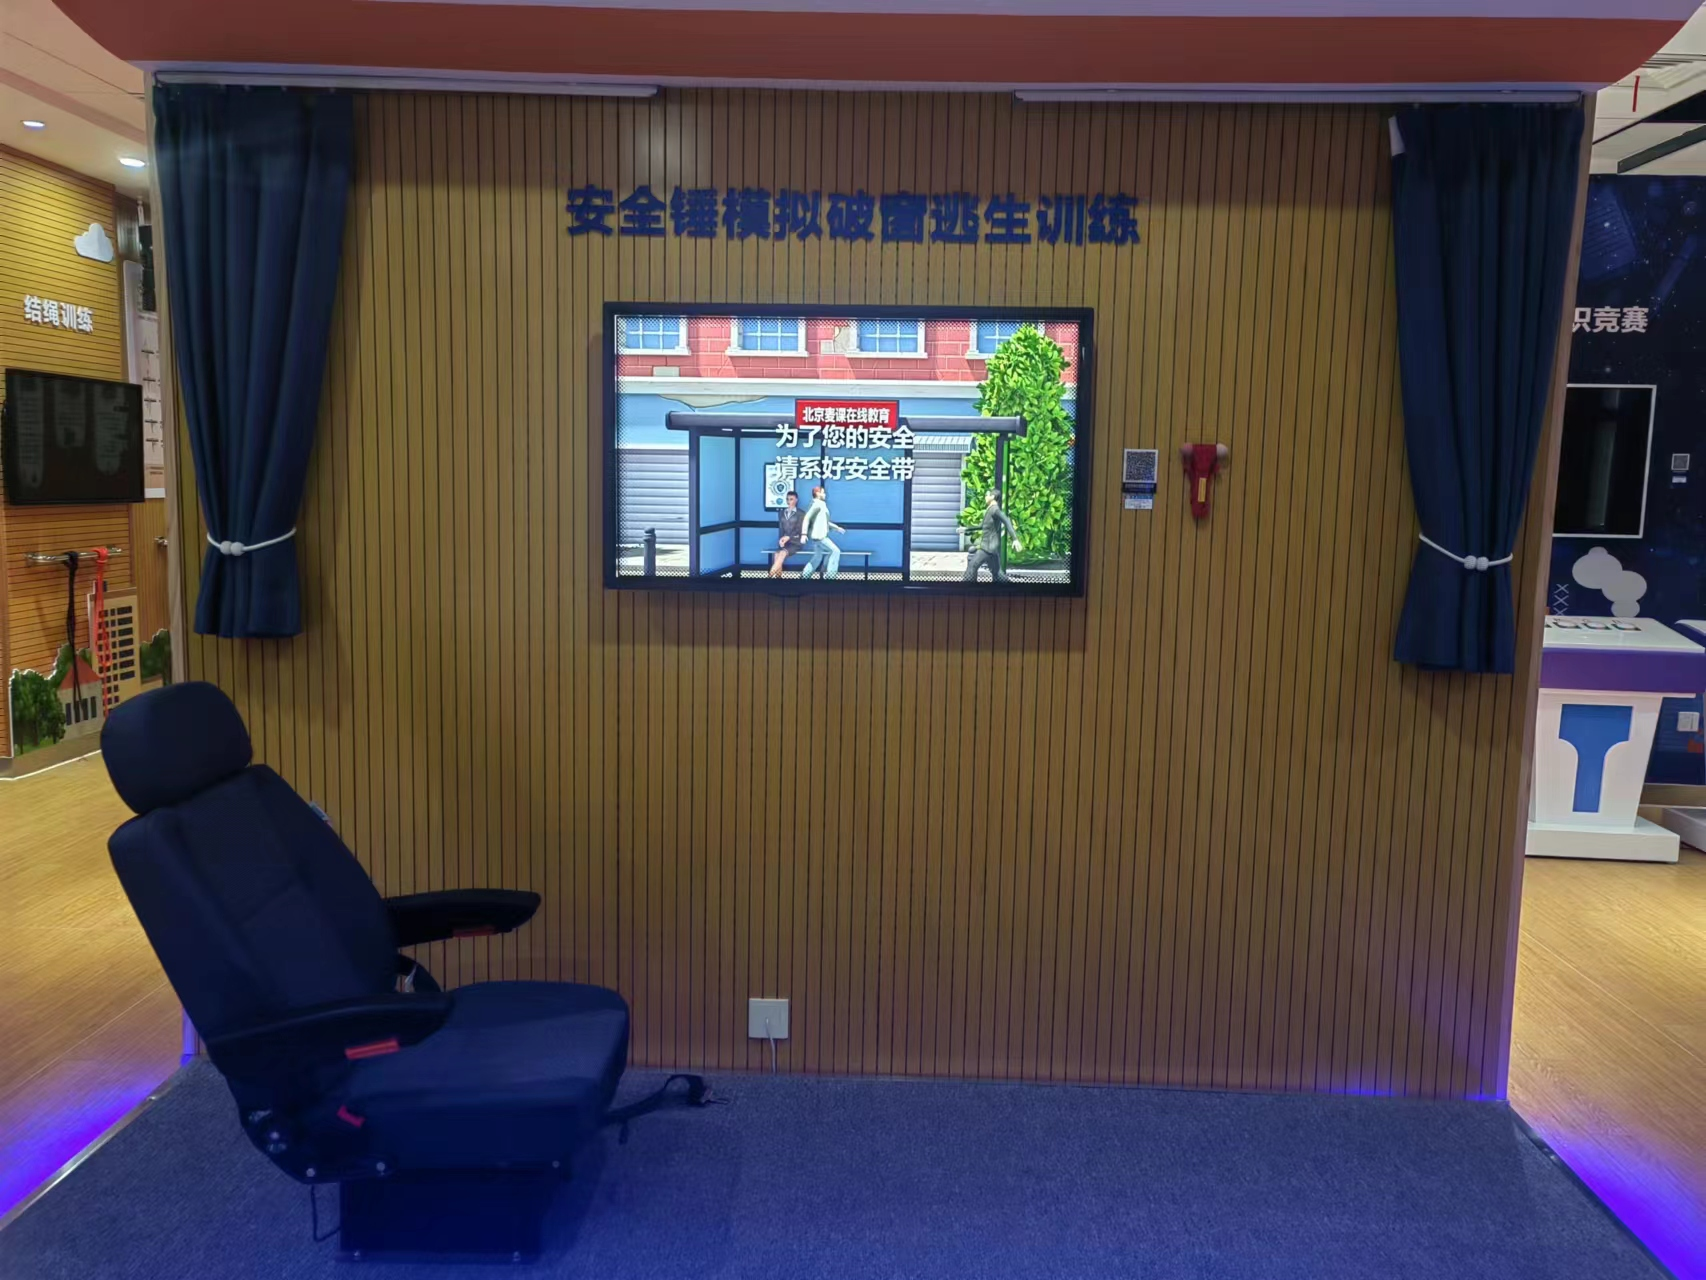 安全锤模拟破窗逃生训练
结绳训练
识竞赛
北京麦课在线教育
为了您的安全
请系好安全带